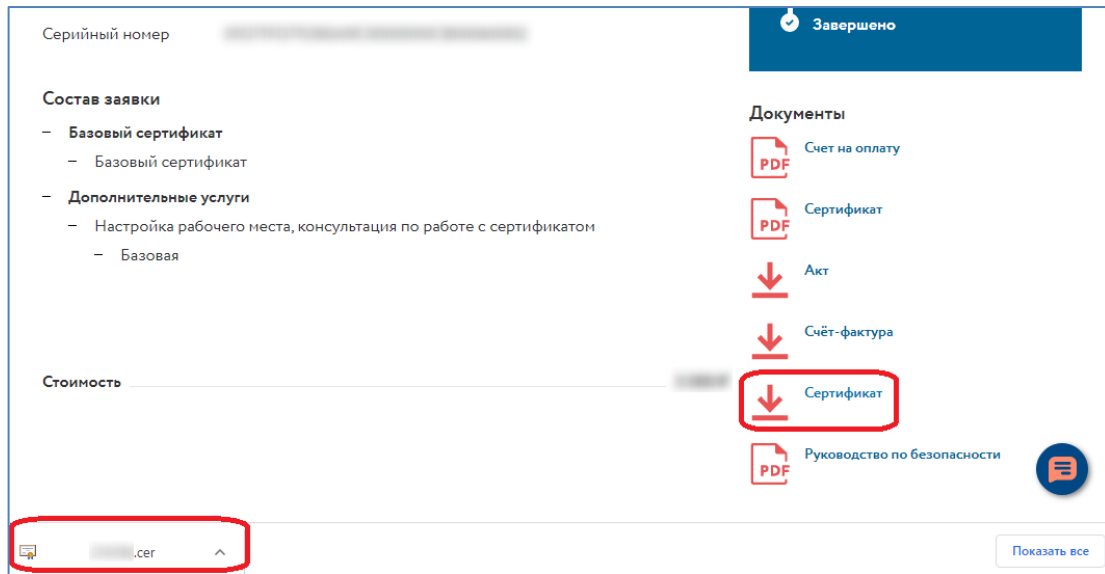 Серийный номер
Завершено
Состав заявки
– Базовый сертификат
– Базовый сертификат
– Дополнительные услуги
– Настройка рабочего места, консультация по работе с сертификатом
– Базовая
Стоимость
Документы
PDF Счет на оплату
PDF Сертификат
Акт
Счёт-фактура
Сертификат
PDF Руководство по безопасности
.cer
Показать все